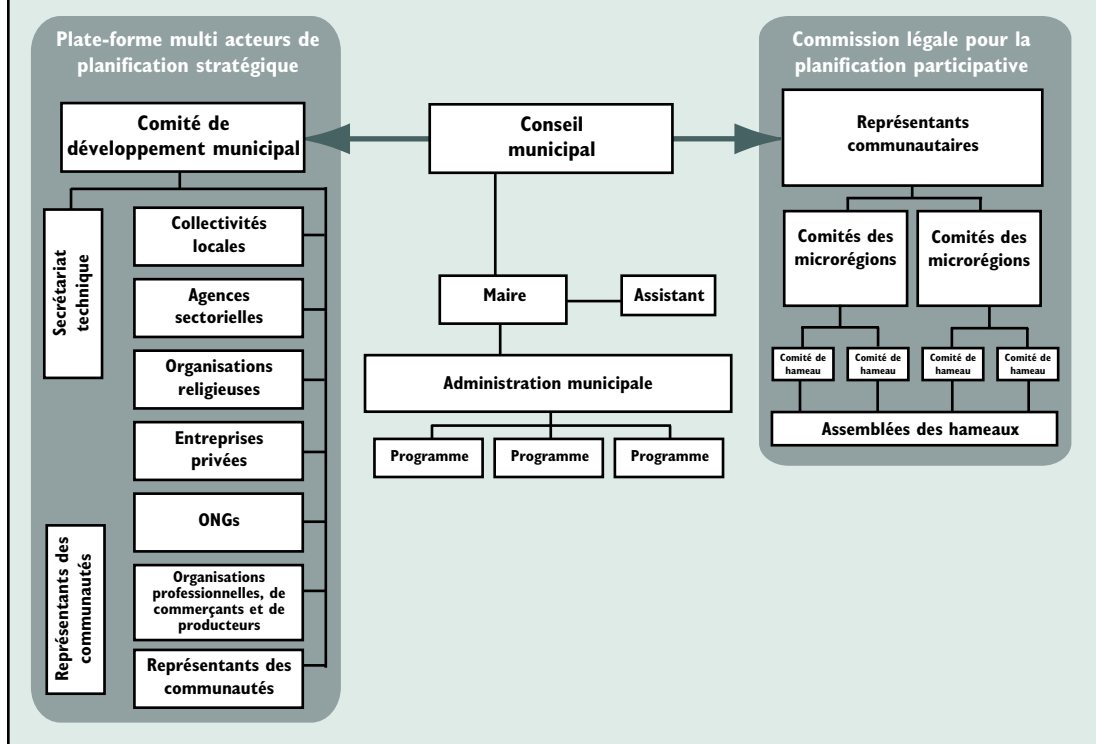 Plate-forme multi acteurs de
planification stratégique
Comité de
développement municipal
Secrétariat
technique
Collectivités
locales
Agences
sectorielles
Organisations
religieuses
Entreprises
privées
ONGs
Organisations
professionnelles, de
commerçants et de
producteurs
Représentants des
communautés
Représentants des
communautés
Conseil
municipal
Maire
Assistant
Administration municipale
Programme
Programme
Programme
Commission légale pour la
planification participative
Représentants
communautaires
Comités des
microrégions
Comités des
microrégions
Comité de
hameau
Comité de
hameau
Comité de
hameau
Comité de
hameau
Assemblées des hameaux